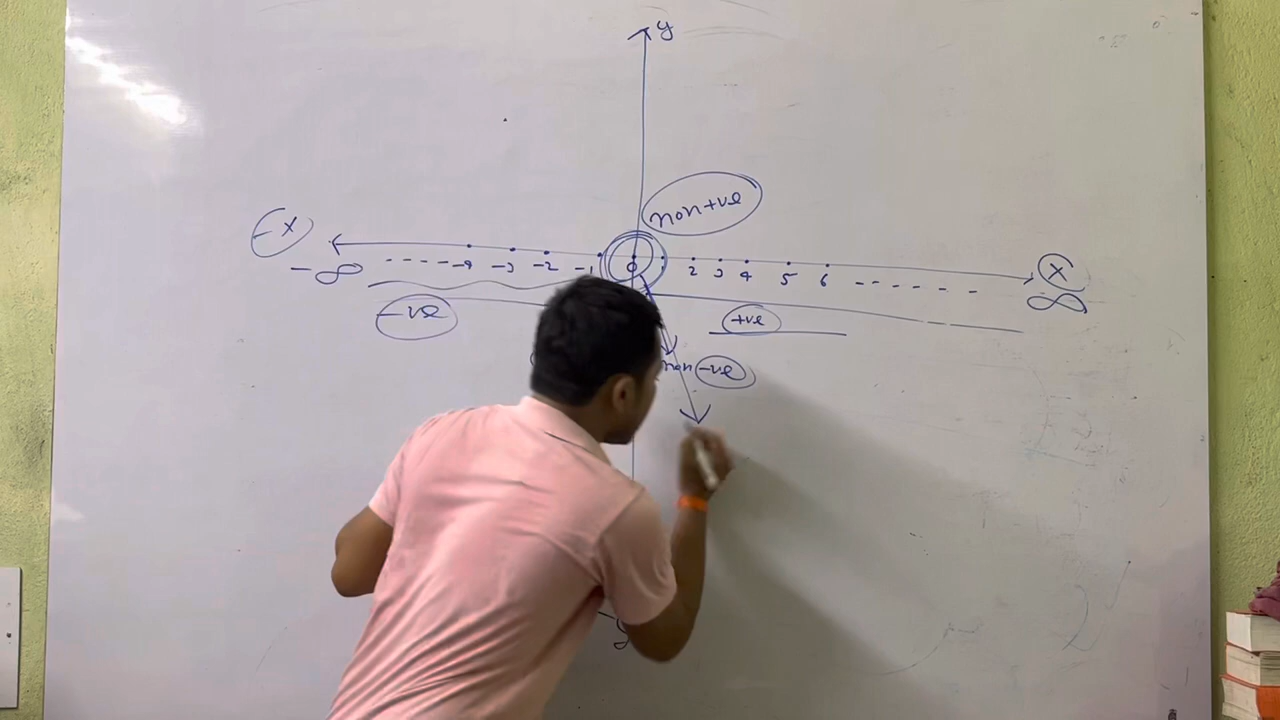 y
non +ve
-x
x
-∞ - - - - -4 -3 -2 -1 0 2 3 4 5 6 - - - - - - ∞
-ve
+ve
non -ve